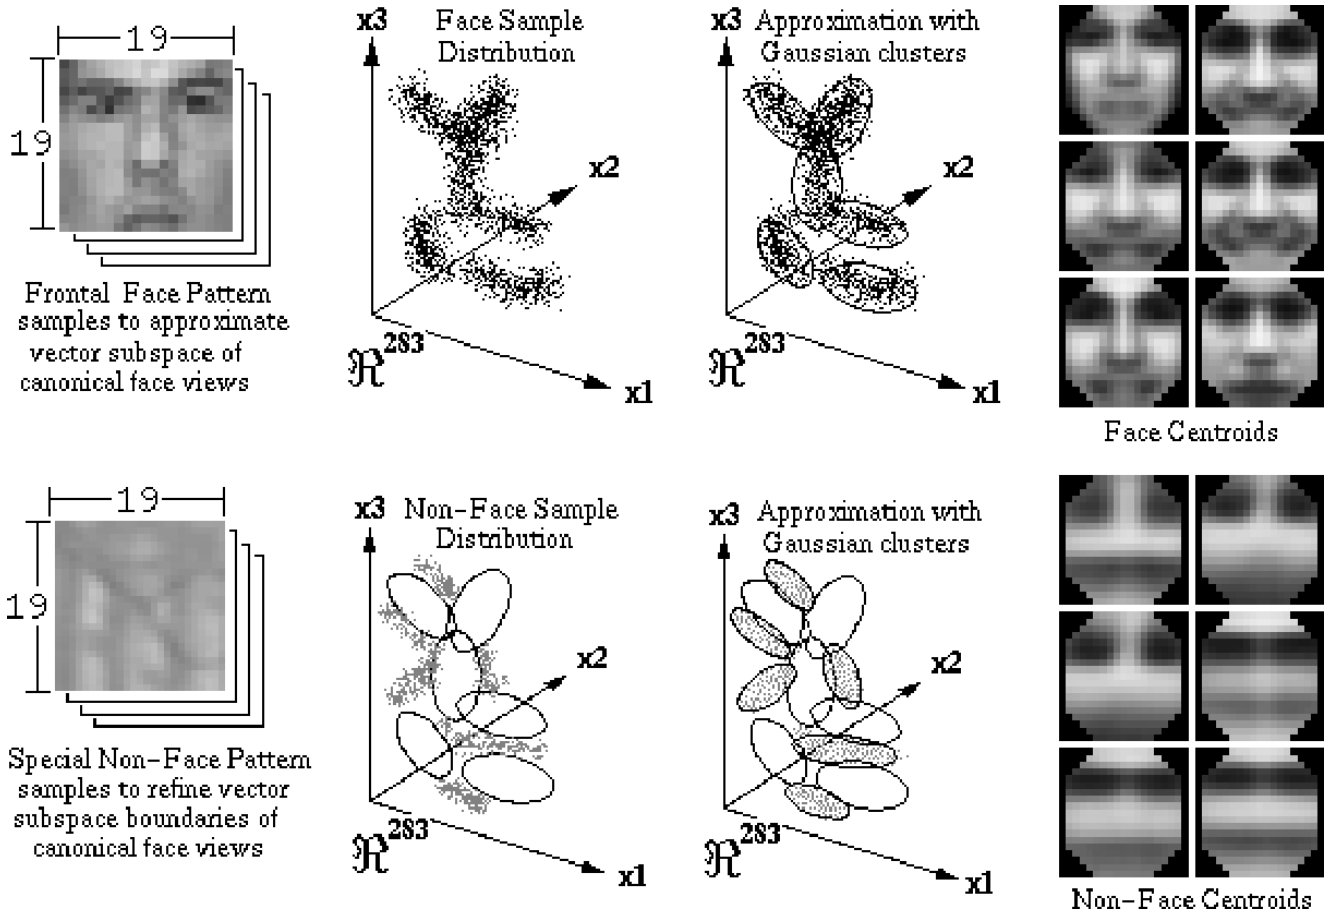 19
19
Frontal Face Pattern
samples to approximate
vector subspace of
canonical face views
x3
Face Sample
Distribution
x2
ℜ283
x1
x3
Approximation with
Gaussian clusters
x2
ℜ283
x1
Face Centroids
19
19
Special Non-Face Pattern
samples to refine vector
subspace boundaries of
canonical face views
x3
Non-Face Sample
Distribution
x2
ℜ283
x1
x3
Approximation with
Gaussian clusters
x2
ℜ283
x1
Non-Face Centroids